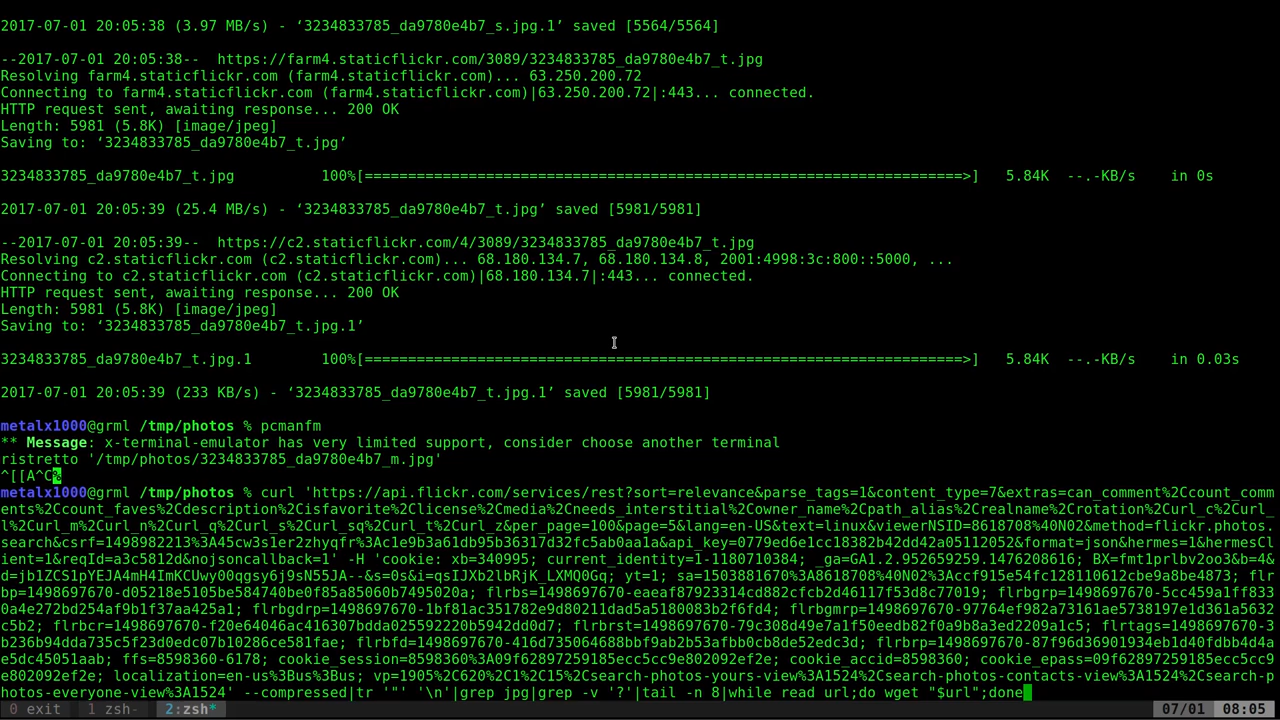 2017-07-01 20:05:38 (3.97 MB/s) - ‘3234833785_da9780e4b7_s.jpg.1’ saved [5564/5564]
--2017-07-01 20:05:38--  https://farm4.staticflickr.com/3089/3234833785_da9780e4b7_t.jpg
Resolving farm4.staticflickr.com (farm4.staticflickr.com)... 63.250.200.72
Connecting to farm4.staticflickr.com (farm4.staticflickr.com)|63.250.200.72|:443... connected.
HTTP request sent, awaiting response... 200 OK
Length: 5981 (5.8K) [image/jpeg]
Saving to: ‘3234833785_da9780e4b7_t.jpg’
3234833785_da9780e4b7_t.jpg          100%[=====================================================================>]   5.84K  --.-KB/s    in 0s
2017-07-01 20:05:39 (25.4 MB/s) - ‘3234833785_da9780e4b7_t.jpg’ saved [5981/5981]
--2017-07-01 20:05:39--  https://c2.staticflickr.com/4/3089/3234833785_da9780e4b7_t.jpg
Resolving c2.staticflickr.com (c2.staticflickr.com)... 68.180.134.7, 68.180.134.8, 2001:4998:3c:800::5000, ...
Connecting to c2.staticflickr.com (c2.staticflickr.com)|68.180.134.7|:443... connected.
HTTP request sent, awaiting response... 200 OK
Length: 5981 (5.8K) [image/jpeg]
Saving to: ‘3234833785_da9780e4b7_t.jpg.1’
3234833785_da9780e4b7_t.jpg.1        100%[=====================================================================>]   5.84K  --.-KB/s    in 0.03s
2017-07-01 20:05:39 (233 KB/s) - ‘3234833785_da9780e4b7_t.jpg.1’ saved [5981/5981]
metalx1000@grml /tmp/photos % pcmanfm
** Message: x-terminal-emulator has very limited support, consider choose another terminal
ristretto '/tmp/photos/3234833785_da9780e4b7_m.jpg'
^[[A^C%
metalx1000@grml /tmp/photos % curl 'https://api.flickr.com/services/rest?sort=relevance&parse_tags=1&content_type=7&extras=can_comment%2Ccount_comm
ents%2Ccount_faves%2Cdescription%2Cisfavorite%2Clicense%2Cmedia%2Cneeds_interstitial%2Cowner_name%2Cpath_alias%2Crealname%2Crotation%2Curl_c%2Curl_
l%2Curl_m%2Curl_n%2Curl_q%2Curl_s%2Curl_sq%2Curl_t%2Curl_z&per_page=100&page=5&lang=en-US&text=linux&viewerNSID=8618708%40N02&method=flickr.photos.
search&csrf=1498982213%3A45cw3s1er2zhyqfr%3Ac1e9b3a61db95b36317d32fc5ab0aa1a&api_key=0779ed6e1cc18382b42dd42a05112052&format=json&hermes=1&hermesCl
ient=1&reqId=a3c5812d&nojsoncallback=1' -H 'cookie: xb=340995; current_identity=1-1180710384; _ga=GA1.2.952659259.1476208616; BX=fmt1prlbv2oo3&b=4&
d=jb1ZCS1pYEJA4mH4ImKCUwy00qgsy6j9sN55JA--&s=0s&i=qsIJXb2lbRjK_LXMQ0Gq; yt=1; sa=1503881670%3A8618708%40N02%3Accf915e54fc128110612cbe9a8be4873; flr
bp=1498697670-d05218e5105be584740be0f85a85060b7495020a; flrbs=1498697670-eaeaf87923314cd882cfcb2d46117f53d8c77019; flrbgrp=1498697670-5cc459a1ff833
0a4e272bd254af9b1f37aa425a1; flrbgdrp=1498697670-1bf81ac351782e9d80211dad5a5180083b2f6fd4; flrbgmrp=1498697670-97764ef982a73161ae5738197e1d361a5632
c5b2; flrbcr=1498697670-f20e64046ac416307bdda025592220b5942dd0d7; flrbrst=1498697670-79c308d49e7a1f50eedb82f0a9b8a3ed2209a1c5; flrtags=1498697670-3
b236b94dda735c5f23d0edc07b10286ce581fae; flrbfd=1498697670-416d735064688bbf9ab2b53afbb0cb8de52edc3d; flrbrp=1498697670-87f96d36901934eb1d40fdbb4d4a
e5dc45051aab; ffs=8598360-6178; cookie_session=8598360%3A09f62897259185ecc5cc9e802092ef2e; cookie_accid=8598360; cookie_epass=09f62897259185ecc5cc9
e802092ef2e; localization=en-us%3Bus%3Bus; vp=1905%2C620%2C1%2C15%2Csearch-photos-yours-view%3A1524%2Csearch-photos-contacts-view%3A1524%2Csearch-p
hotos-everyone-view%3A1524' --compressed|tr '"' '\n'|grep jpg|grep -v '?'|tail -n 8|while read url;do wget "$url";done
0 exit  1 zsh-  2:zsh*  07/01  08:05